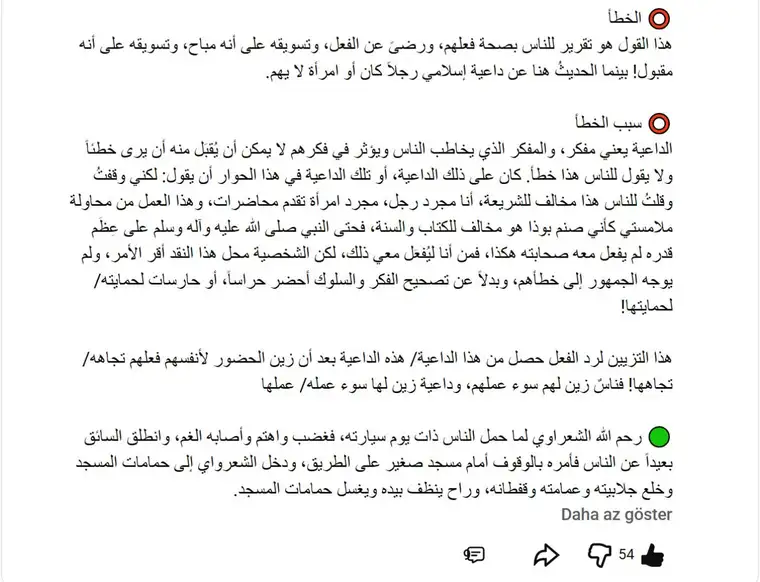 الخطأ
هذا القول هو تقرير للناس بصحة فعلهم، ورضىً عن الفعل، وتسويقه على أنه مباح، وتسويقه على أنه
مقبول! بينما الحديثُ هنا عن داعية إسلامي رجلاً كان أو امرأة لا يهم.
سبب الخطأ
الداعية يعني مفكر، والمفكر الذي يخاطب الناس ويؤثر في فكرهم لا يمكن أن يُقبَل منه أن يرى خطئاً
ولا يقول للناس هذا خطأ. كان على ذلك الداعية، أو تلك الداعية في هذا الحوار أن يقول: لكني وقفتُ
وقلتُ للناس هذا مخالف للشريعة، أنا مجرد رجل، مجرد امرأة تقدم محاضرات، وهذا العمل من محاولة
ملامستي كأني صنم بوذا هو مخالف للكتاب والسنة، فحتى النبي صلى الله عليه وآله وسلم على عِظَم
قدره لم يفعل معه صحابته هكذا، فمن أنا ليُفعَل معي ذلك، لكن الشخصية محل هذا النقد أقر الأمر، ولم
يوجه الجمهور إلى خطأهم، وبدلاً عن تصحيح الفكر والسلوك أحضر حراساً، أو حارسات لحمايته/
لحمايتها!
هذا التزيين لرد الفعل حصل من هذا الداعية/ هذه الداعية بعد أن زين الحضور لأنفسهم فعلهم تجاهه/
تجاهها! فناسٌ زين لهم سوء عملهم، وداعية زين لها سوء عمله/ عملها
رحم الله الشعراوي لما حمل الناس ذات يوم سيارته، فغضب واهتم وأصابه الغم، وانطلق السائق
بعيداً عن الناس فأمره بالوقوف أمام مسجد صغير على الطريق، ودخل الشعرواي إلى حمامات المسجد
وخلع جلابيته وعمامته وقفطانه، وراح ينظف بيده ويغسل حمامات المسجد.
Daha az göster
54